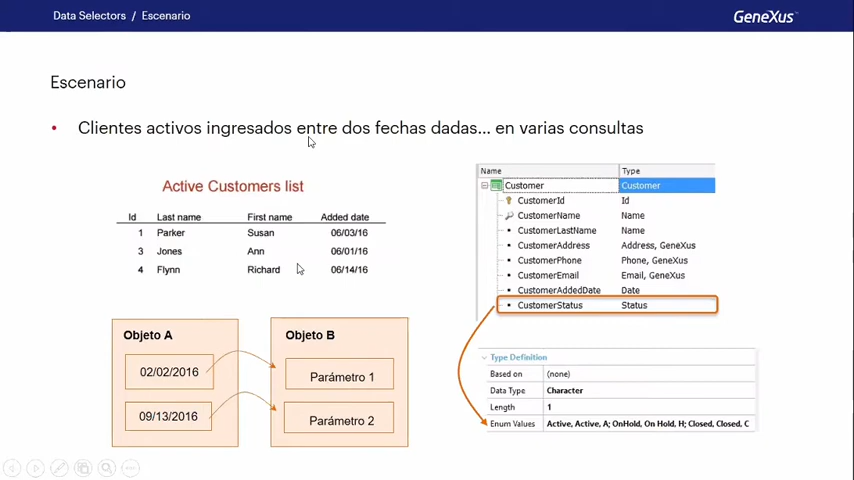 Data Selectors / Escenario
GeneXus
Escenario
• Clientes activos ingresados entre dos fechas dadas... en varias consultas
Active Customers list
Id Last name First name Added date
1 Parker Susan 06/03/16
3 Jones Ann 06/01/16
4 Flynn Richard 06/14/16
Objeto A
02/02/2016
09/13/2016
Objeto B
Parámetro 1
Parámetro 2
Name Type
Customer Customer
CustomerId Id
CustomerName Name
CustomerLastName Name
CustomerAddress Address, GeneXus
CustomerPhone Phone, GeneXus
CustomerEmail Email, GeneXus
CustomerAddedDate Date
CustomerStatus Status
Type Definition
Based on (none)
Data Type Character
Length 1
Enum Values Active, Active, A; OnHold, On Hold, H; Closed, Closed, C